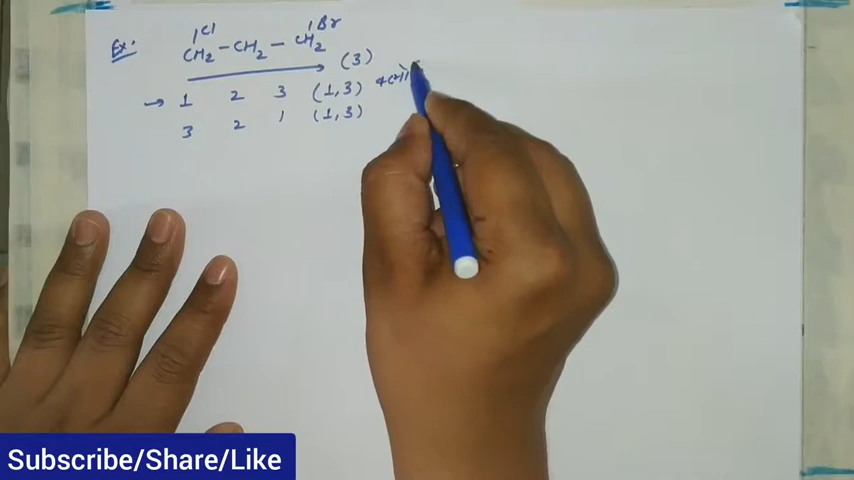 Ex:
Cl Br
CH2 - CH2 - CH2
(3)
→ 1 2 3 (1,3)
3 2 1 (1,3)
Subscribe/Share/Like